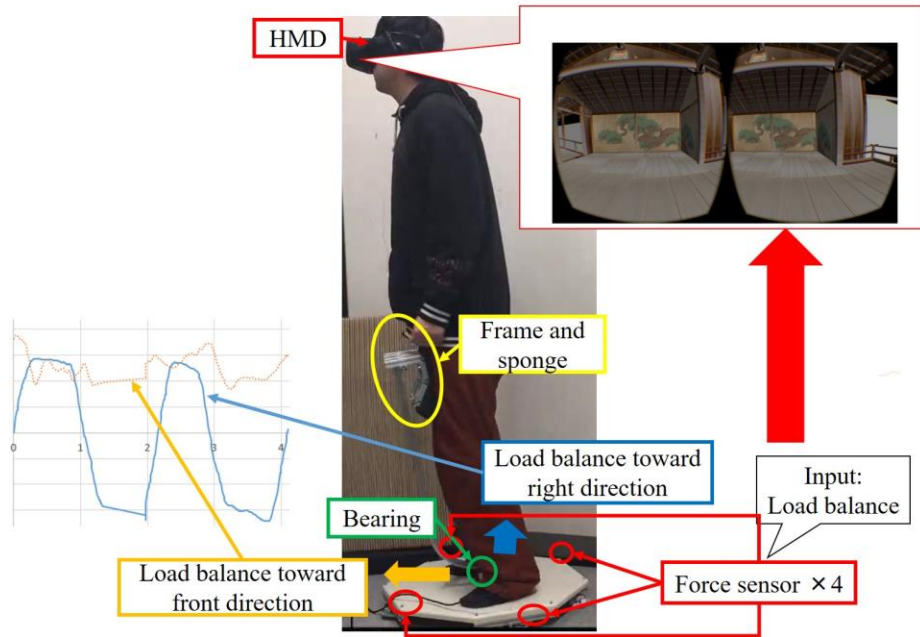 HMD
Frame and
sponge
Load balance toward
right direction
Input:
Load balance
Bearing
Force sensor ×4
Load balance toward
front direction
0
1
2
3
4